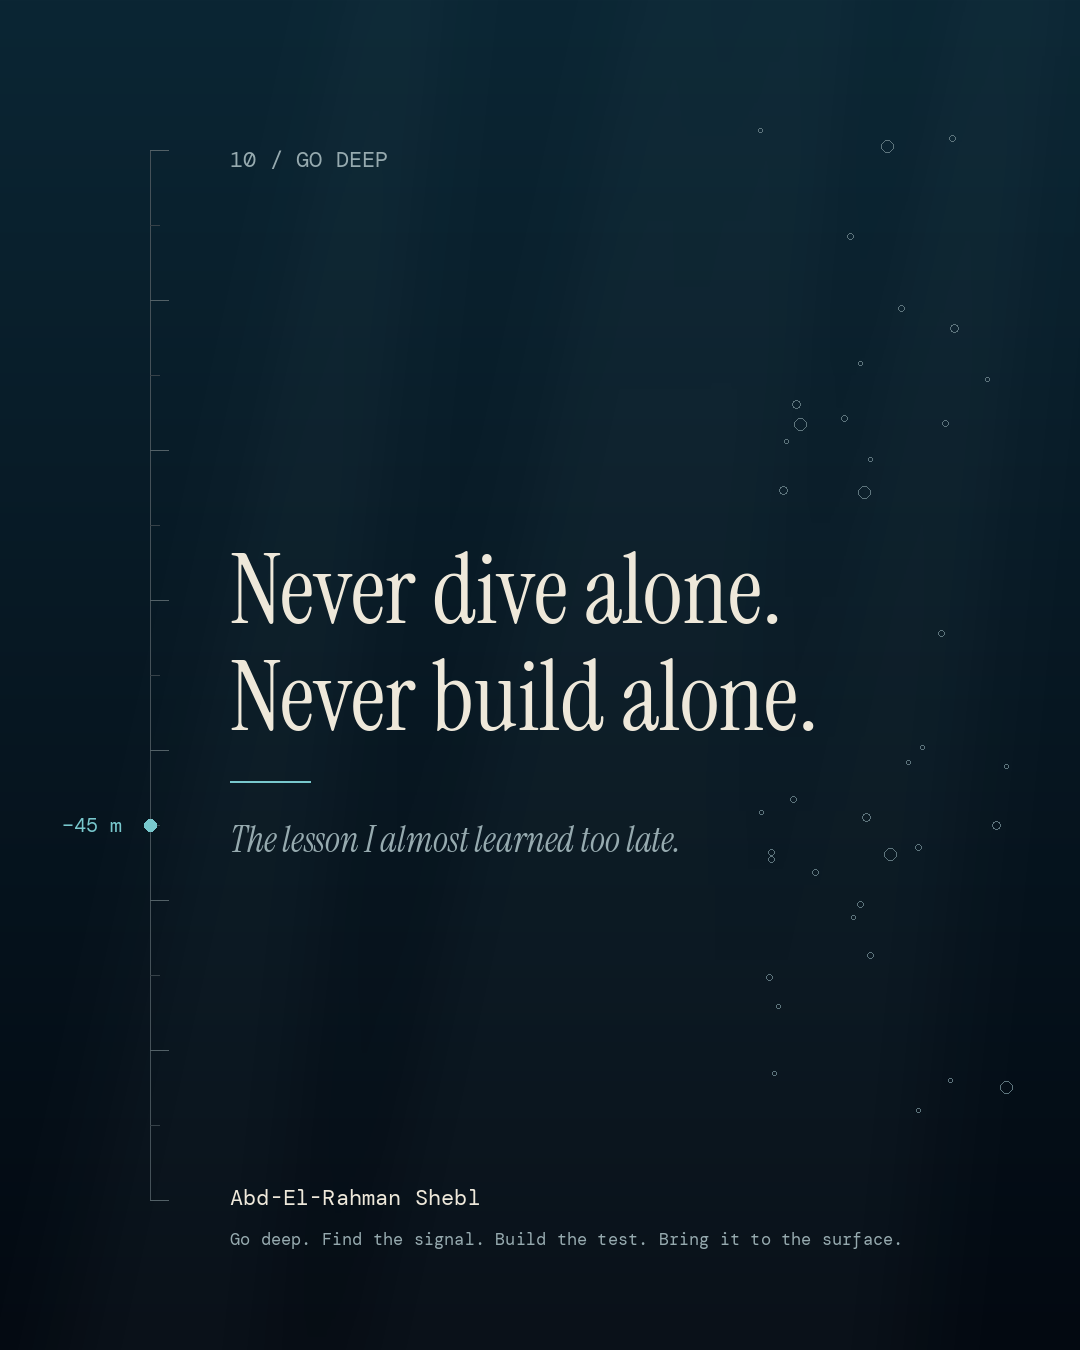 10 / GO DEEP
Never dive alone.
Never build alone.
−45 m
The lesson I almost learned too late.
Abd-El-Rahman Shebl
Go deep. Find the signal. Build the test. Bring it to the surface.